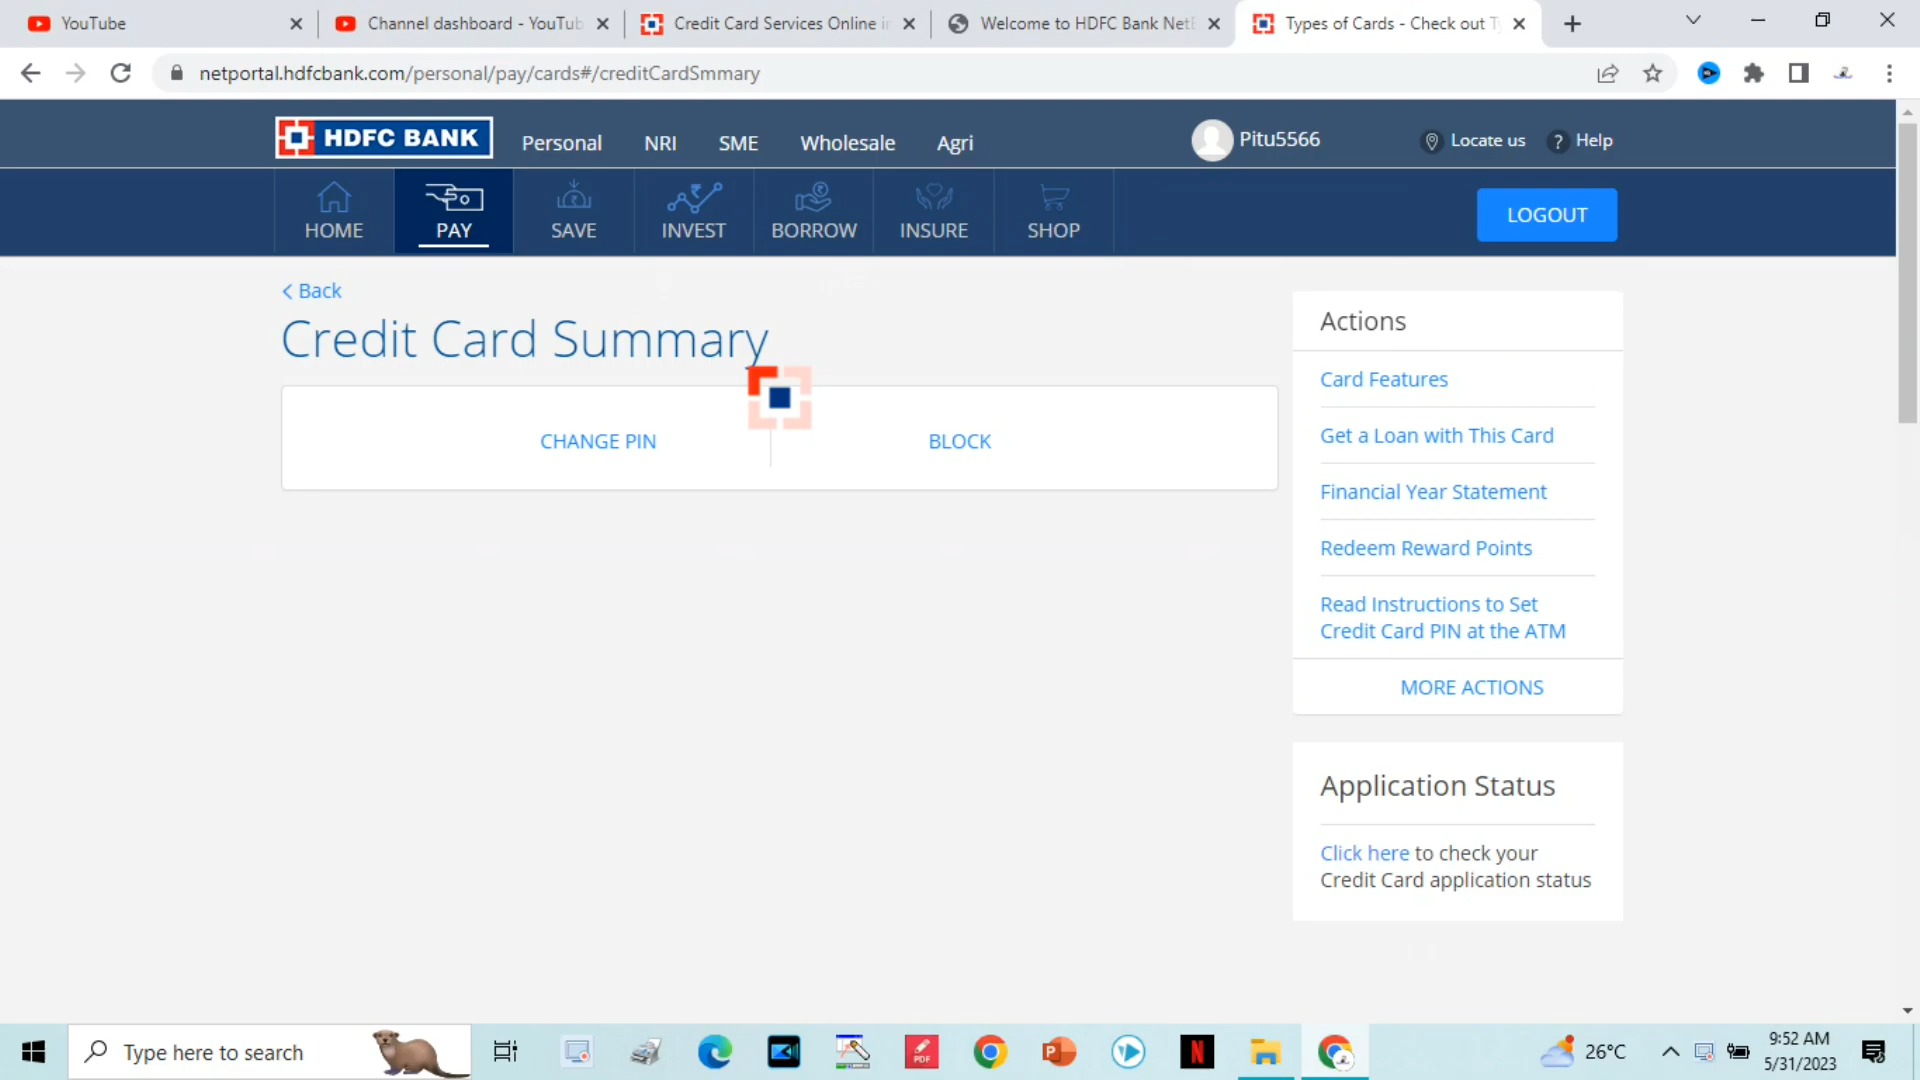 YouTube
Channel dashboard - YouTub
Credit Card Services Online in
Welcome to HDFC Bank NetB
Types of Cards - Check out Ty
netportal.hdfcbank.com/personal/pay/cards#/creditCardSmmary
HDFC BANK
Personal
NRI
SME
Wholesale
Agri
Pitu5566
Locate us
? Help
HOME
PAY
SAVE
INVEST
BORROW
INSURE
SHOP
LOGOUT
< Back
Credit Card Summary
CHANGE PIN
BLOCK
Actions
Card Features
Get a Loan with This Card
Financial Year Statement
Redeem Reward Points
Read Instructions to Set
Credit Card PIN at the ATM
MORE ACTIONS
Application Status
Click here to check your
Credit Card application status
Type here to search
PDF
P
N
26°C
9:52 AM
5/31/2023